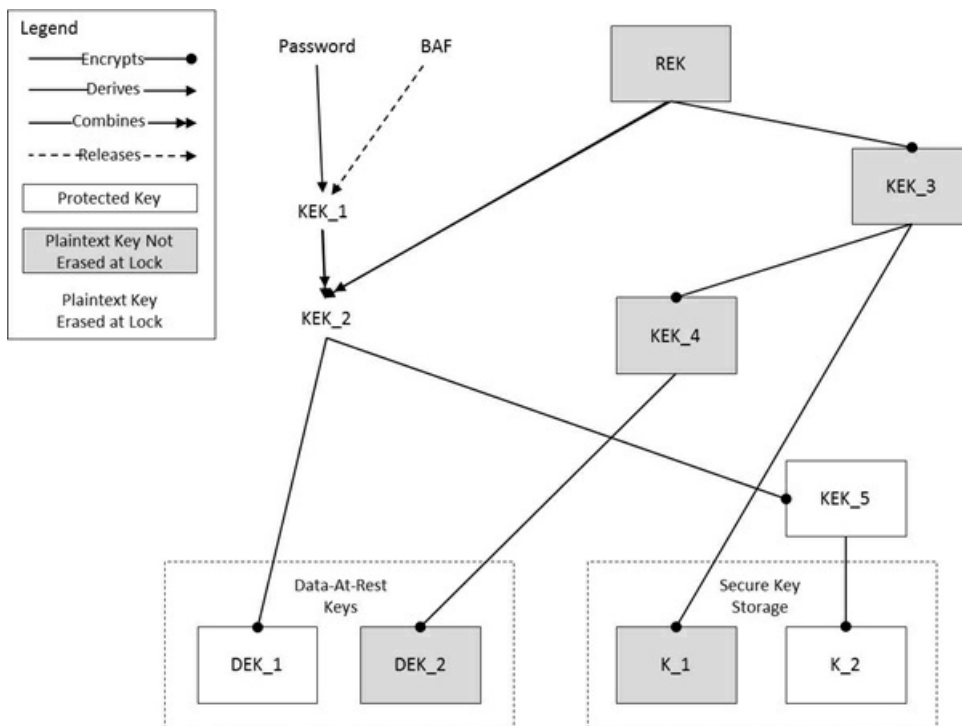 Legend
Encrypts
Derives
Combines
Releases
Protected Key
Plaintext Key Not
Erased at Lock
Plaintext Key
Erased at Lock
Password
BAF
REK
KEK_1
KEK_3
KEK_2
KEK_4
KEK_5
Data-At-Rest
Keys
Secure Key
Storage
DEK_1
DEK_2
K_1
K_2